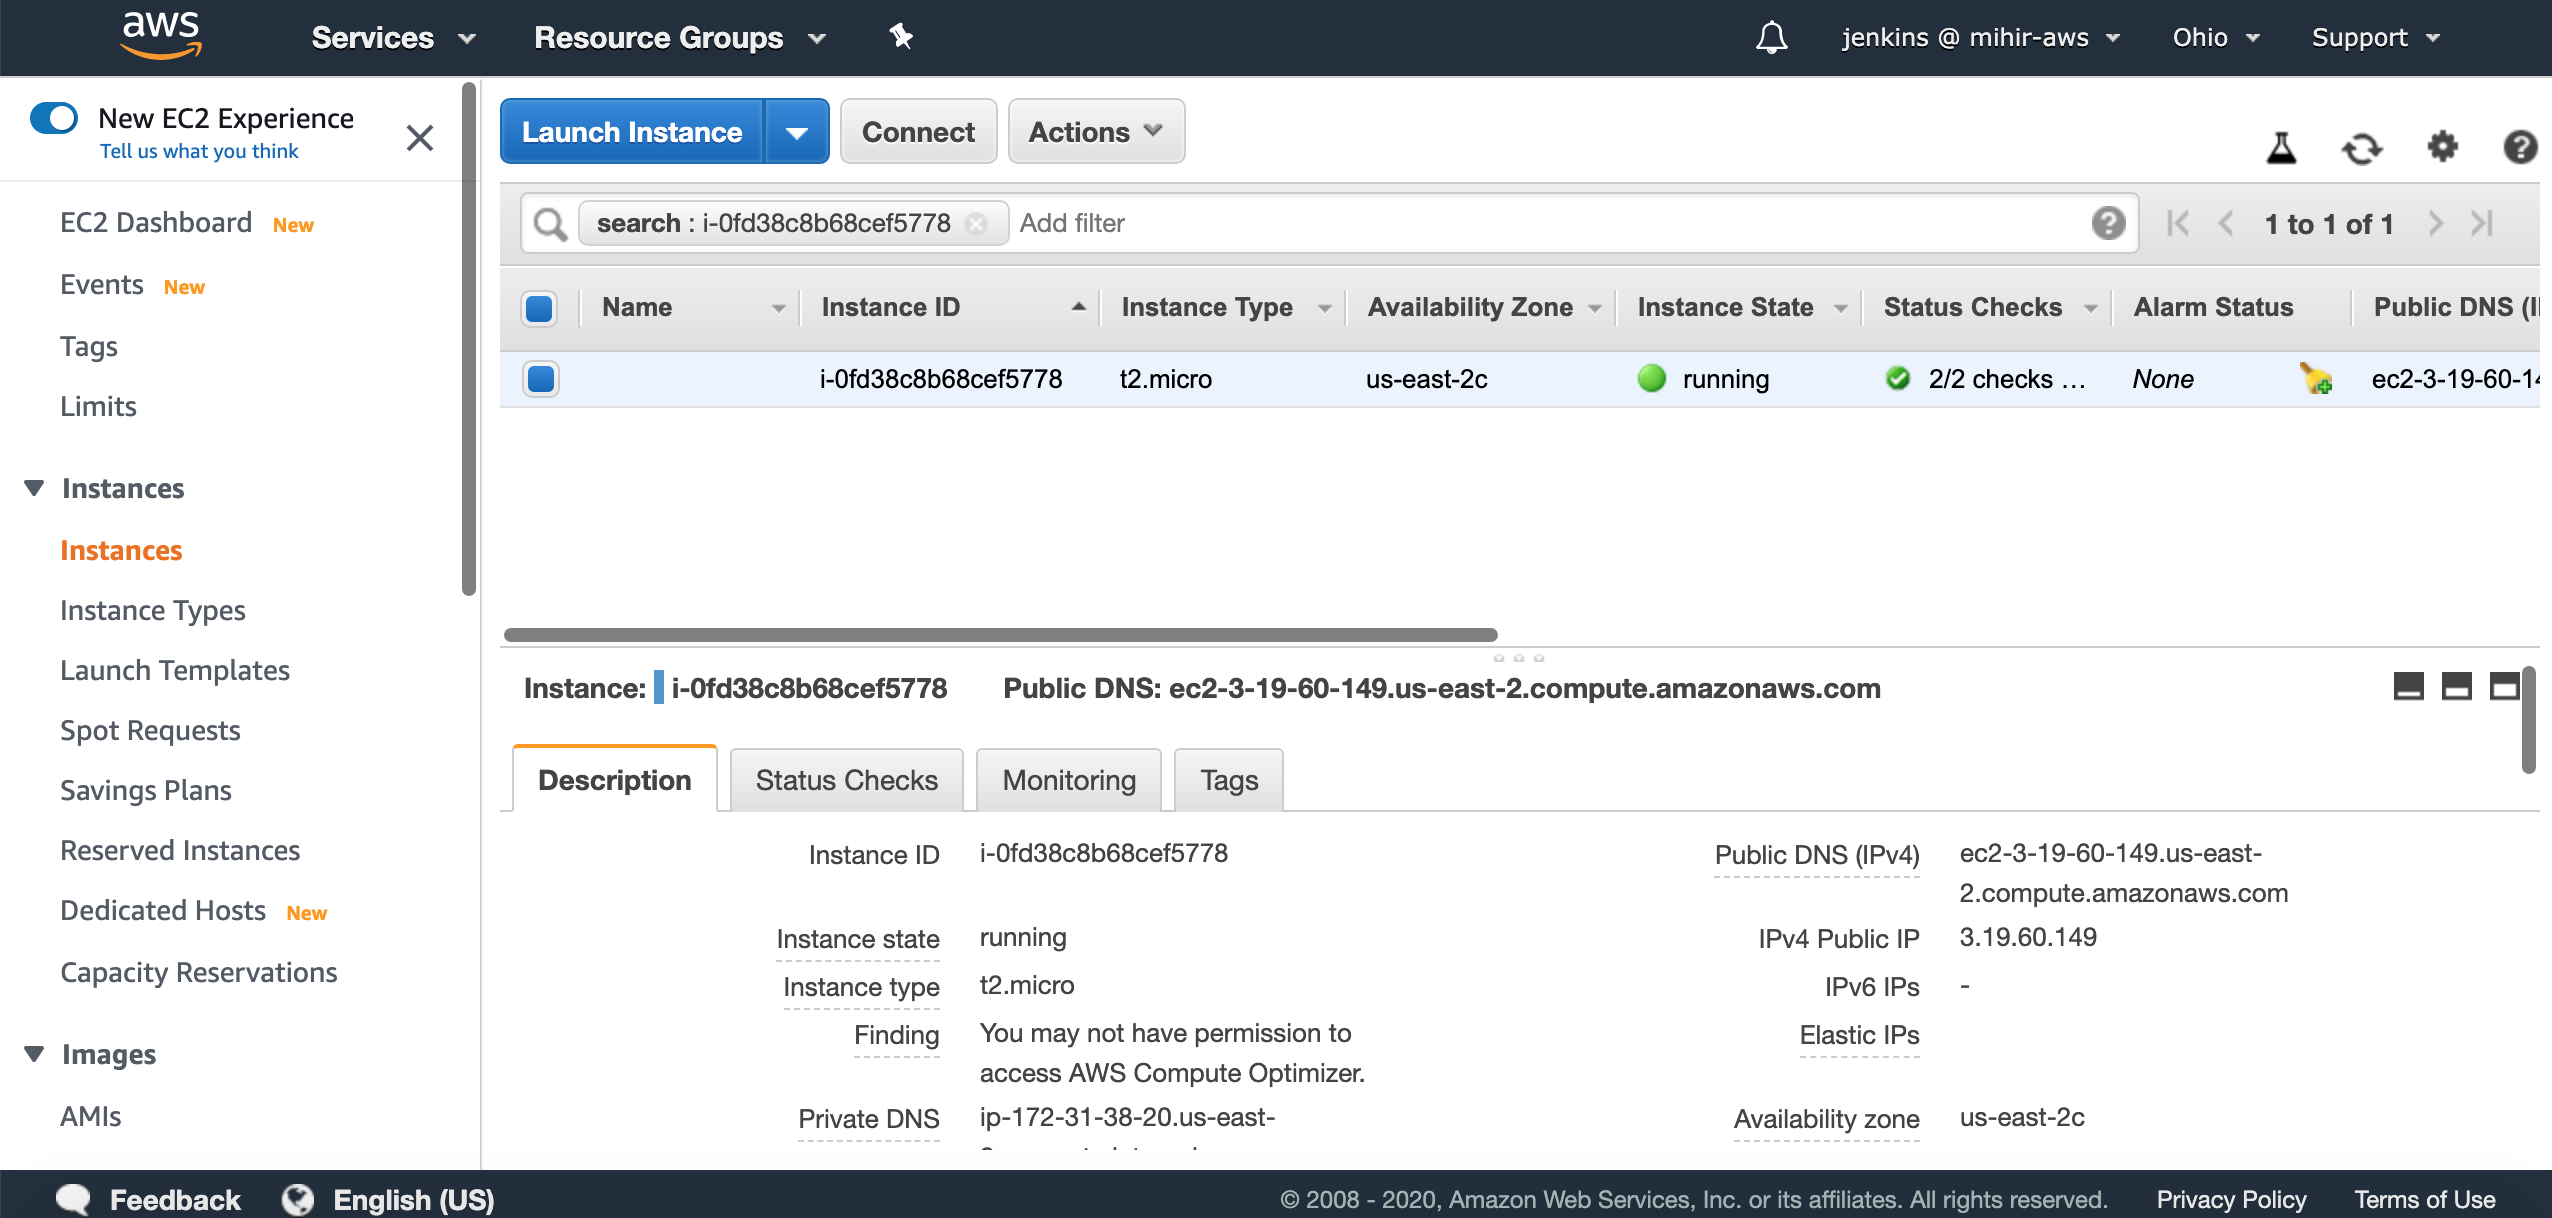 aws
Services
Resource Groups
jenkins @ mihir-aws
Ohio
Support
New EC2 Experience
Tell us what you think
EC2 Dashboard New
Events New
Tags
Limits
Instances
Instances
Instance Types
Launch Templates
Spot Requests
Savings Plans
Reserved Instances
Dedicated Hosts New
Capacity Reservations
Images
AMIs
Launch Instance
Connect
Actions
search : i-0fd38c8b68cef5778
Add filter
1 to 1 of 1
Name Instance ID Instance Type Availability Zone Instance State Status Checks Alarm Status Public DNS (I
i-0fd38c8b68cef5778 t2.micro us-east-2c running 2/2 checks ... None ec2-3-19-60-14
Instance: i-0fd38c8b68cef5778 Public DNS: ec2-3-19-60-149.us-east-2.compute.amazonaws.com
Description Status Checks Monitoring Tags
Instance ID i-0fd38c8b68cef5778
Public DNS (IPv4) ec2-3-19-60-149.us-east-
2.compute.amazonaws.com
Instance state running
IPv4 Public IP 3.19.60.149
Instance type t2.micro
IPv6 IPs -
Finding You may not have permission to
access AWS Compute Optimizer.
Elastic IPs
Private DNS ip-172-31-38-20.us-east-
Availability zone us-east-2c
Feedback
English (US)
© 2008 - 2020, Amazon Web Services, Inc. or its affiliates. All rights reserved.
Privacy Policy
Terms of Use